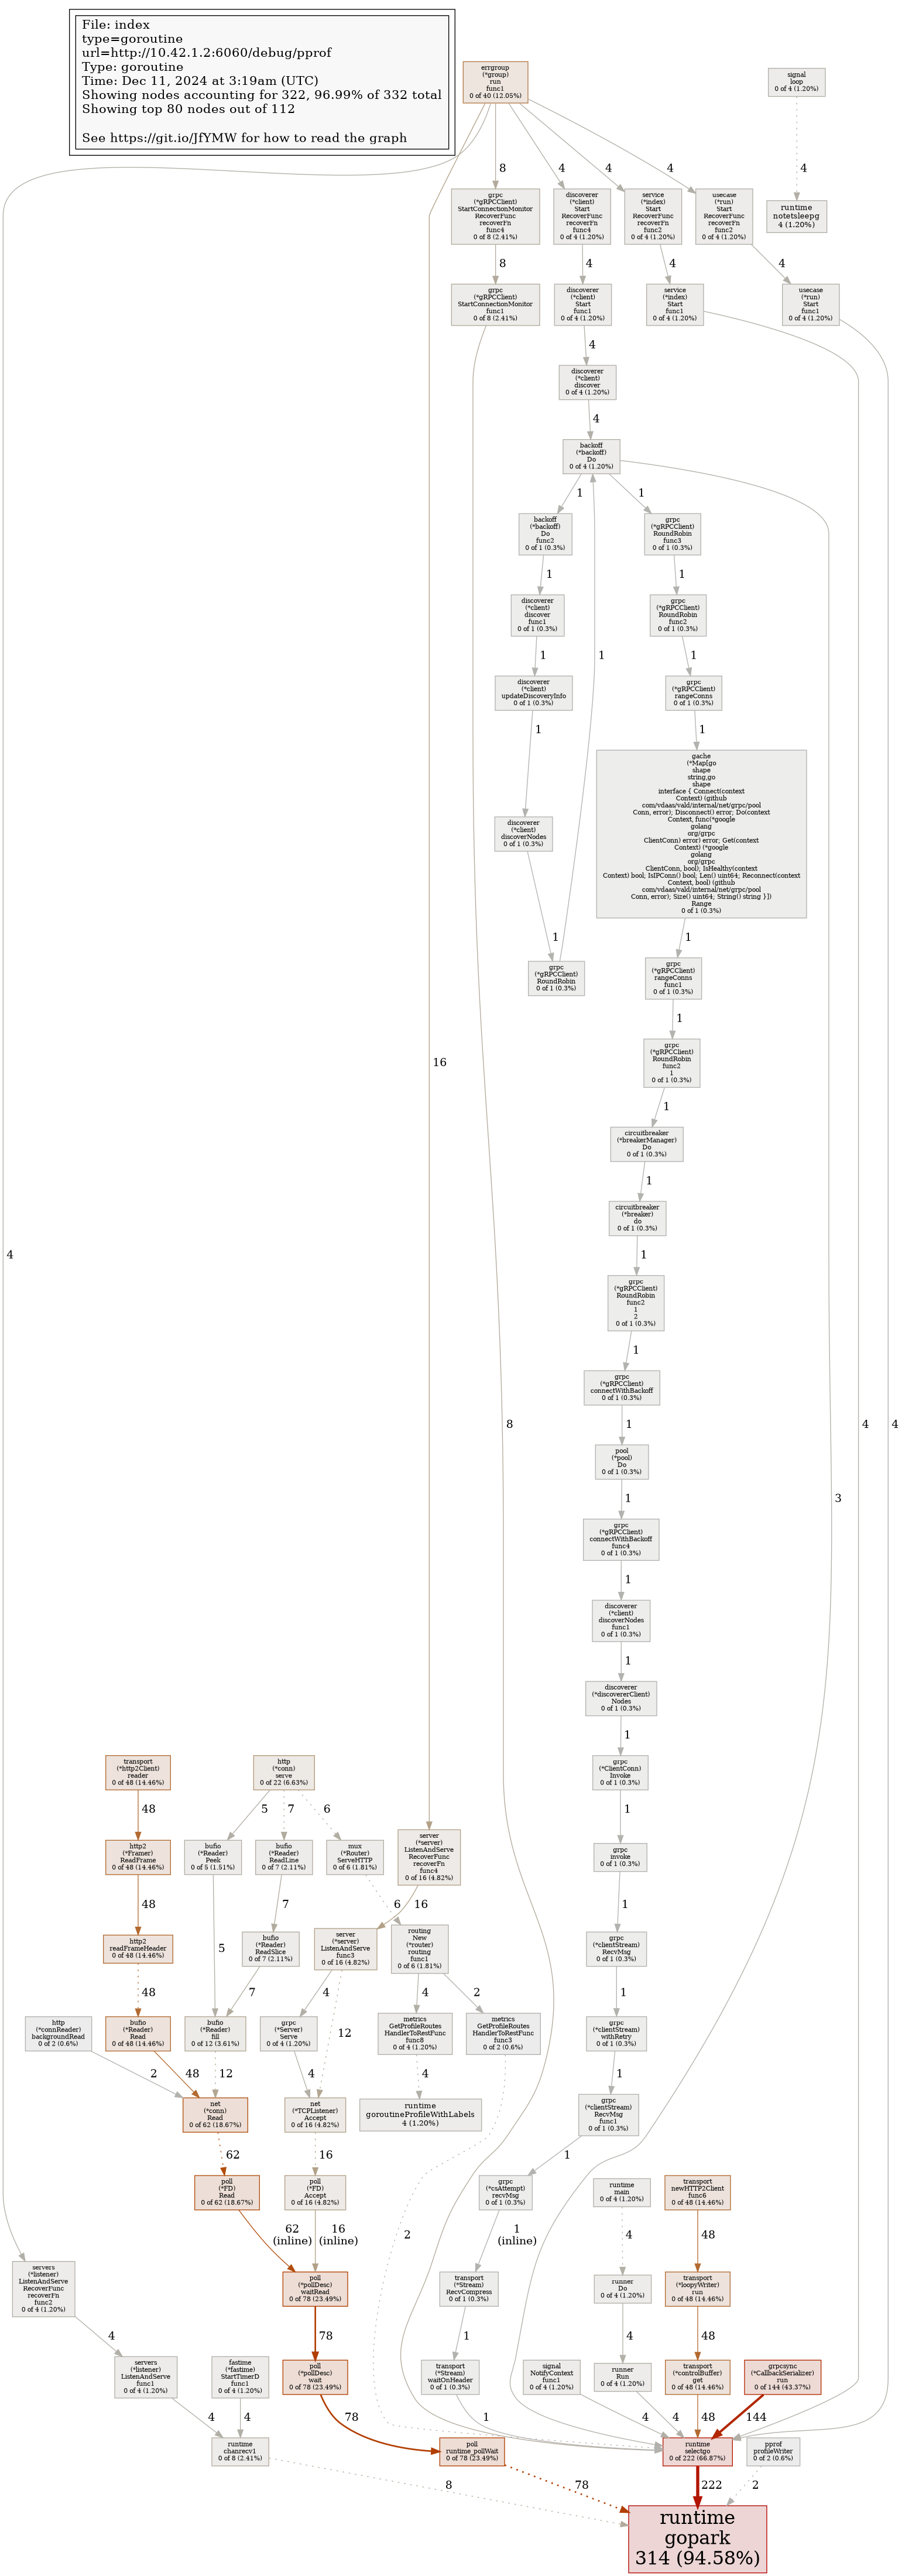 File: index
type=goroutine
url=http://10.42.1.2:6060/debug/pprof
Type: goroutine
Time: Dec 11, 2024 at 3:19am (UTC)
Showing nodes accounting for 322, 96.99% of 332 total
Showing top 80 nodes out of 112
See https://git.io/JfYMW for how to read the graph
errgroup
(*group)
run
func1
0 of 40 (12.05%)
signal
loop
0 of 4 (1.20%)
8
4
4
4
4
grpc
(*gRPCClient)
StartConnectionMonitor
RecoverFunc
recoverFn
func4
0 of 8 (2.41%)
discoverer
(*client)
Start
RecoverFunc
recoverFn
func4
0 of 4 (1.20%)
service
(*index)
Start
RecoverFunc
recoverFn
func2
0 of 4 (1.20%)
usecase
(*run)
Start
RecoverFunc
recoverFn
func2
0 of 4 (1.20%)
runtime
notetsleepg
4 (1.20%)
8
4
4
4
grpc
(*gRPCClient)
StartConnectionMonitor
func1
0 of 8 (2.41%)
discoverer
(*client)
Start
func1
0 of 4 (1.20%)
service
(*index)
Start
func1
0 of 4 (1.20%)
usecase
(*run)
Start
func1
0 of 4 (1.20%)
4
discoverer
(*client)
discover
0 of 4 (1.20%)
4
backoff
(*backoff)
Do
0 of 4 (1.20%)
1
1
backoff
(*backoff)
Do
func2
0 of 1 (0.3%)
grpc
(*gRPCClient)
RoundRobin
func3
0 of 1 (0.3%)
1
1
discoverer
(*client)
discover
func1
0 of 1 (0.3%)
grpc
(*gRPCClient)
RoundRobin
func2
0 of 1 (0.3%)
1
1
1
discoverer
(*client)
updateDiscoveryInfo
0 of 1 (0.3%)
grpc
(*gRPCClient)
rangeConns
0 of 1 (0.3%)
1
1
gache
(*Map[go
shape
string,go
shape
interface { Connect(context
Context) (github
com/vdaas/vald/internal/net/grpc/pool
Conn, error); Disconnect() error; Do(context
Context, func(*google
golang
org/grpc
ClientConn) error) error; Get(context
Context) (*google
golang
org/grpc
ClientConn, bool); IsHealthy(context
Context) bool; IsIPConn() bool; Len() uint64; Reconnect(context
Context, bool) (github
com/vdaas/vald/internal/net/grpc/pool
Conn, error); Size() uint64; String() string }])
Range
0 of 1 (0.3%)
discoverer
(*client)
discoverNodes
0 of 1 (0.3%)
1
1
grpc
(*gRPCClient)
RoundRobin
0 of 1 (0.3%)
grpc
(*gRPCClient)
rangeConns
func1
0 of 1 (0.3%)
1
grpc
(*gRPCClient)
RoundRobin
func2
1
0 of 1 (0.3%)
16
1
circuitbreaker
(*breakerManager)
Do
0 of 1 (0.3%)
1
circuitbreaker
(*breaker)
do
0 of 1 (0.3%)
4
1
grpc
(*gRPCClient)
RoundRobin
func2
1
2
0 of 1 (0.3%)
1
grpc
(*gRPCClient)
connectWithBackoff
0 of 1 (0.3%)
8
1
4
4
pool
(*pool)
Do
0 of 1 (0.3%)
1
3
grpc
(*gRPCClient)
connectWithBackoff
func4
0 of 1 (0.3%)
1
discoverer
(*client)
discoverNodes
func1
0 of 1 (0.3%)
1
discoverer
(*discovererClient)
Nodes
0 of 1 (0.3%)
1
transport
(*http2Client)
reader
0 of 48 (14.46%)
http
(*conn)
serve
0 of 22 (6.63%)
grpc
(*ClientConn)
Invoke
0 of 1 (0.3%)
48
5
7
6
1
http2
(*Framer)
ReadFrame
0 of 48 (14.46%)
bufio
(*Reader)
Peek
0 of 5 (1.51%)
bufio
(*Reader)
ReadLine
0 of 7 (2.11%)
mux
(*Router)
ServeHTTP
0 of 6 (1.81%)
server
(*server)
ListenAndServe
RecoverFunc
recoverFn
func4
0 of 16 (4.82%)
grpc
invoke
0 of 1 (0.3%)
48
7
6
16
1
http2
readFrameHeader
0 of 48 (14.46%)
5
bufio
(*Reader)
ReadSlice
0 of 7 (2.11%)
server
(*server)
ListenAndServe
func3
0 of 16 (4.82%)
routing
New
(*router)
routing
func1
0 of 6 (1.81%)
grpc
(*clientStream)
RecvMsg
0 of 1 (0.3%)
48
7
4
4
2
1
http
(*connReader)
backgroundRead
0 of 2 (0.6%)
bufio
(*Reader)
Read
0 of 48 (14.46%)
bufio
(*Reader)
fill
0 of 12 (3.61%)
grpc
(*Server)
Serve
0 of 4 (1.20%)
12
metrics
GetProfileRoutes
HandlerToRestFunc
func8
0 of 4 (1.20%)
metrics
GetProfileRoutes
HandlerToRestFunc
func3
0 of 2 (0.6%)
grpc
(*clientStream)
withRetry
0 of 1 (0.3%)
2
48
12
4
4
1
net
(*conn)
Read
0 of 62 (18.67%)
net
(*TCPListener)
Accept
0 of 16 (4.82%)
runtime
goroutineProfileWithLabels
4 (1.20%)
grpc
(*clientStream)
RecvMsg
func1
0 of 1 (0.3%)
62
16
1
poll
(*FD)
Read
0 of 62 (18.67%)
poll
(*FD)
Accept
0 of 16 (4.82%)
grpc
(*csAttempt)
recvMsg
0 of 1 (0.3%)
runtime
main
0 of 4 (1.20%)
transport
newHTTP2Client
func6
0 of 48 (14.46%)
62
(inline)
16
(inline)
2
1
(inline)
4
48
servers
(*listener)
ListenAndServe
RecoverFunc
recoverFn
func2
0 of 4 (1.20%)
poll
(*pollDesc)
waitRead
0 of 78 (23.49%)
transport
(*Stream)
RecvCompress
0 of 1 (0.3%)
runner
Do
0 of 4 (1.20%)
transport
(*loopyWriter)
run
0 of 48 (14.46%)
4
78
1
4
48
servers
(*listener)
ListenAndServe
func1
0 of 4 (1.20%)
fastime
(*fastime)
StartTimerD
func1
0 of 4 (1.20%)
poll
(*pollDesc)
wait
0 of 78 (23.49%)
transport
(*Stream)
waitOnHeader
0 of 1 (0.3%)
signal
NotifyContext
func1
0 of 4 (1.20%)
runner
Run
0 of 4 (1.20%)
transport
(*controlBuffer)
get
0 of 48 (14.46%)
grpcsync
(*CallbackSerializer)
run
0 of 144 (43.37%)
4
4
78
1
4
4
48
144
runtime
chanrecv1
0 of 8 (2.41%)
poll
runtime_pollWait
0 of 78 (23.49%)
runtime
selectgo
0 of 222 (66.87%)
pprof
profileWriter
0 of 2 (0.6%)
8
78
222
2
runtime
gopark
314 (94.58%)